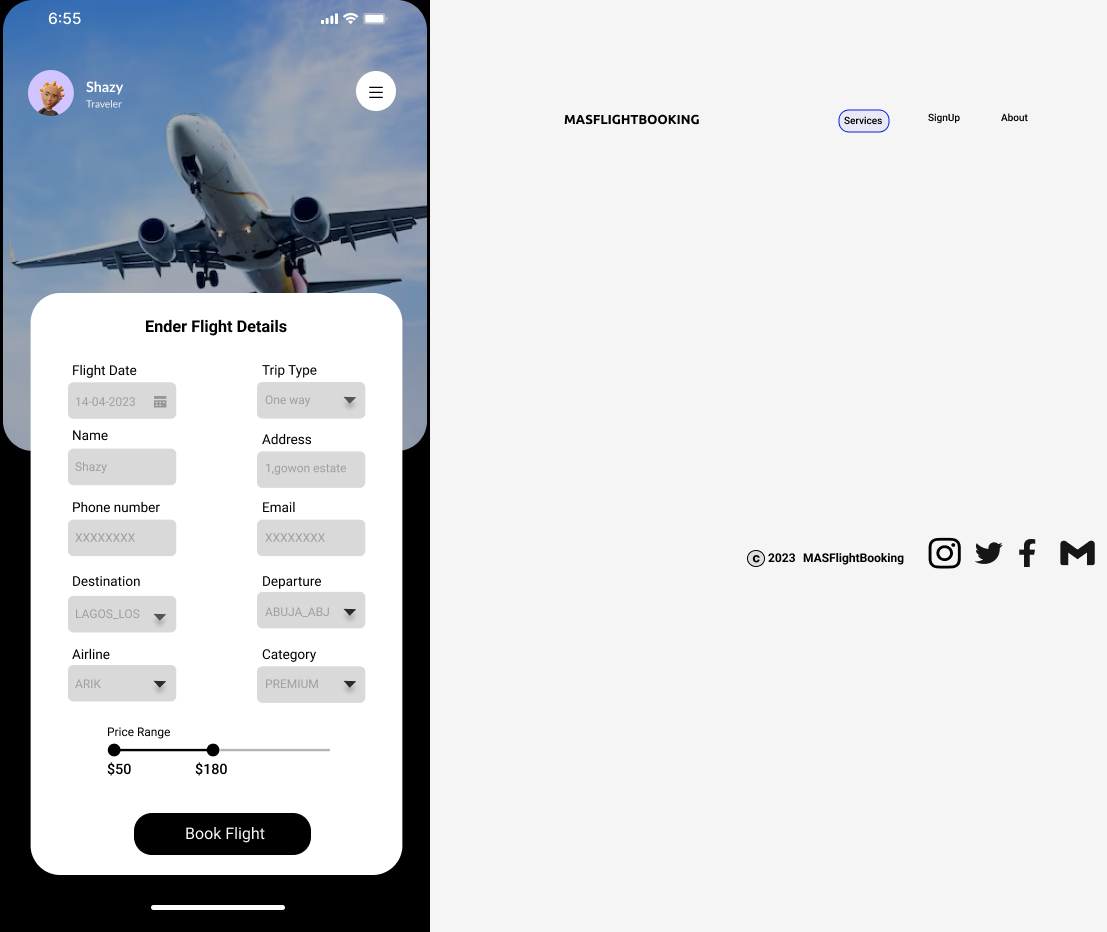 6:55
Shazy
Traveler
Ender Flight Details
Flight Date
Trip Type
14-04-2023
One way
Name
Address
Shazy
1,gowon estate
Phone number
Email
XXXXXXXX
XXXXXXXX
Destination
Departure
LAGOS_LOS
ABUJA_ABJ
Airline
Category
ARIK
PREMIUM
Price Range
$50
$180
Book Flight
MASFLIGHTBOOKING
Services
SignUp
About
© 2023 MASFlightBooking